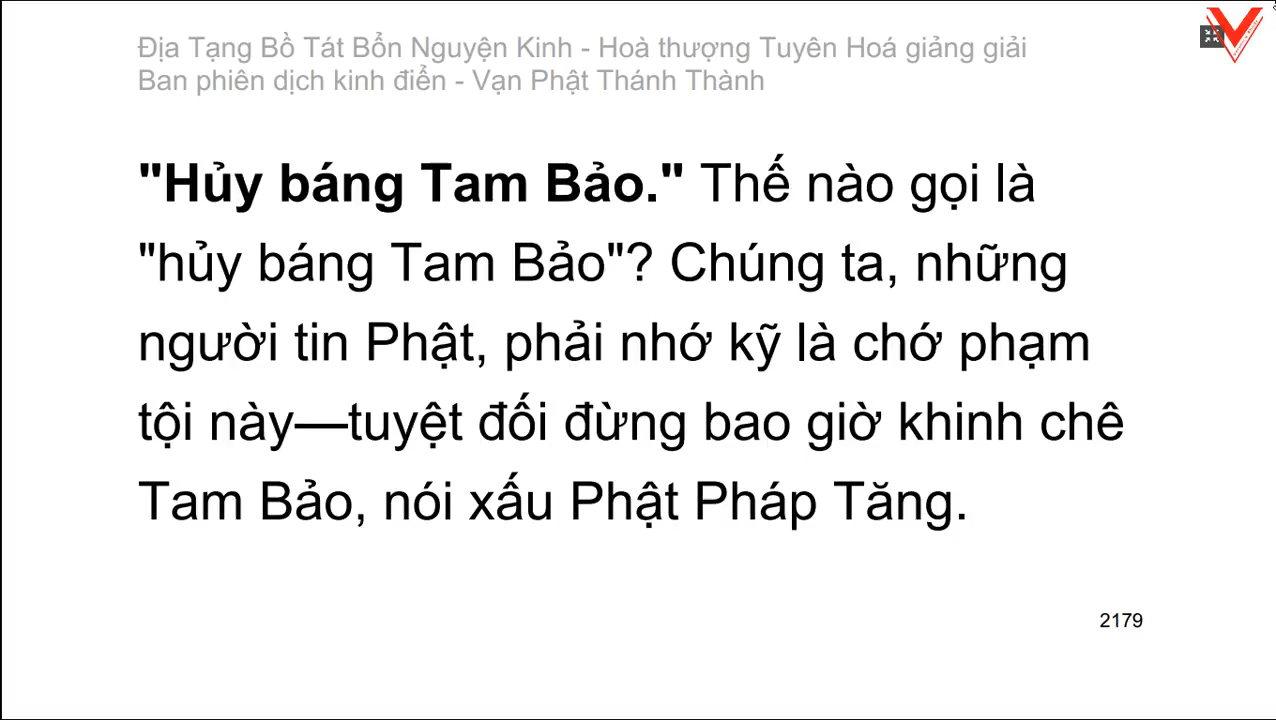 Địa Tạng Bồ Tát Bổn Nguyện Kinh - Hoà thượng Tuyên Hoá giảng giải
Ban phiên dịch kinh điển - Vạn Phật Thánh Thành
"Hủy báng Tam Bảo." Thế nào gọi là
"hủy báng Tam Bảo"? Chúng ta, những
người tin Phật, phải nhớ kỹ là chớ phạm
tội này—tuyệt đối đừng bao giờ khinh chê
Tam Bảo, nói xấu Phật Pháp Tăng.
2179